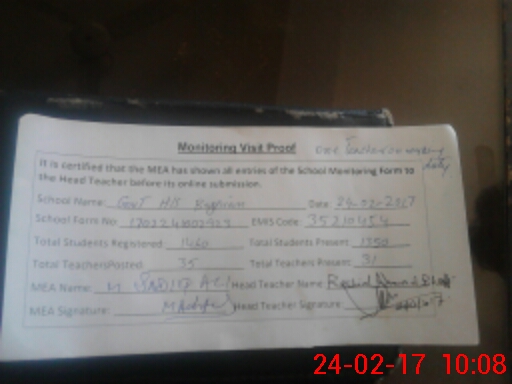 Monitoring Visit Proof
one Teacher on
duty
It is certified that the MEA has shown all entries of the School Monitoring Form to
the Head Teacher before its online submission.
School Name: Govt H/S Date 24-02-2017
School Form No EMIS Code 35210454
Total Students Registered 1460 Total Students Present 1350
Total Teachers Posted: 35 Total Teachers Present 31
MEA Name: M. ALI Head Teacher Name: Rashid
MEA Signature: Head Teacher Signature
24-02-17 10:08